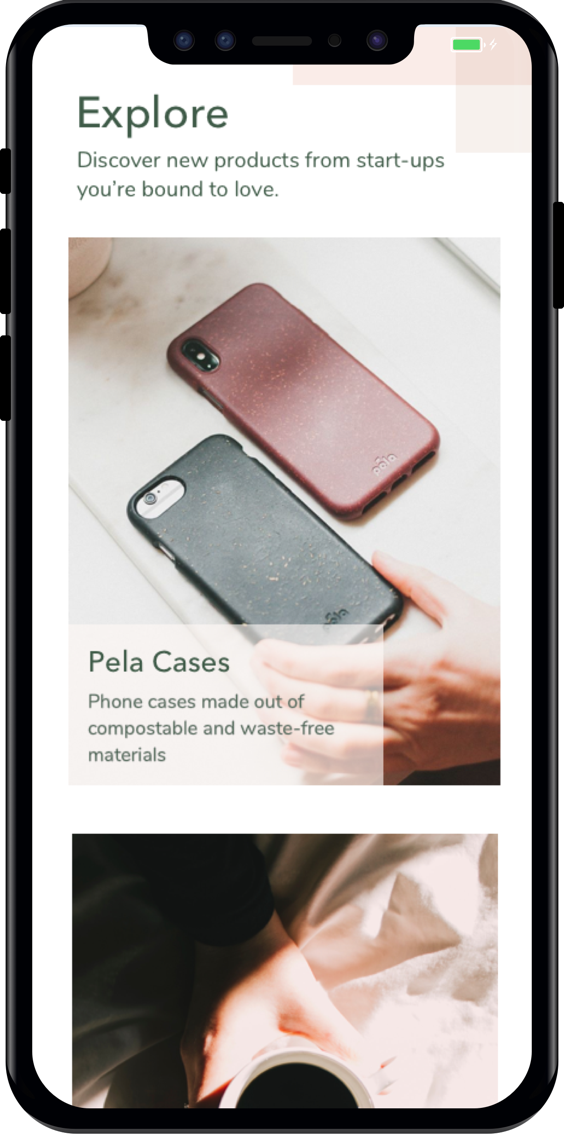 Explore
Discover new products from start-ups
you’re bound to love.
pela
pela
Pela Cases
Phone cases made out of
compostable and waste-free
materials